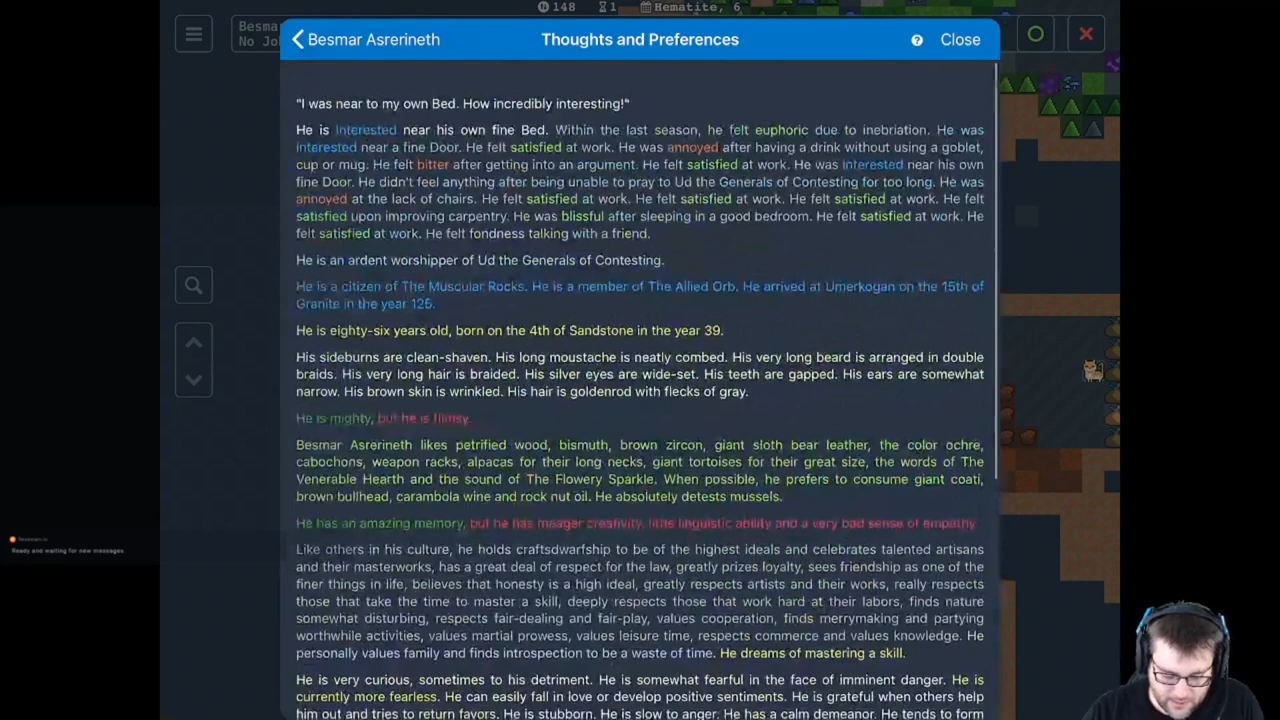 148 1 Hematite, 6
Besma
No Jo
Besmar Asrerineth Thoughts and Preferences Close
"I was near to my own Bed. How incredibly interesting!"
He is interested near his own fine Bed. Within the last season, he felt euphoric due to inebriation. He was
interested near a fine Door. He felt satisfied at work. He was annoyed after having a drink without using a goblet,
cup or mug. He felt bitter after getting into an argument. He felt satisfied at work. He was interested near his own
fine Door. He didn't feel anything after being unable to pray to Ud the Generals of Contesting for too long. He was
annoyed at the lack of chairs. He felt satisfied at work. He felt satisfied at work. He felt satisfied at work. He felt
satisfied upon improving carpentry. He was blissful after sleeping in a good bedroom. He felt satisfied at work. He
felt satisfied at work. He felt fondness talking with a friend.
He is an ardent worshipper of Ud the Generals of Contesting.
He is a citizen of The Muscular Rocks. He is a member of The Allied Orb. He arrived at Umerkogan on the 15th of
Granite in the year 125.
He is eighty-six years old, born on the 4th of Sandstone in the year 39.
His sideburns are clean-shaven. His long moustache is neatly combed. His very long beard is arranged in double
braids. His very long hair is braided. His silver eyes are wide-set. His teeth are gapped. His ears are somewhat
narrow. His brown skin is wrinkled. His hair is goldenrod with flecks of gray.
He is mighty, but he is flimsy.
Besmar Asrerineth likes petrified wood, bismuth, brown zircon, giant sloth bear leather, the color ochre,
cabochons, weapon racks, alpacas for their long necks, giant tortoises for their great size, the words of The
Venerable Hearth and the sound of The Flowery Sparkle. When possible, he prefers to consume giant coati,
brown bullhead, carambola wine and rock nut oil. He absolutely detests mussels.
He has an amazing memory, but he has meager creativity, little linguistic ability and a very bad sense of empathy.
Like others in his culture, he holds craftsdwarfship to be of the highest ideals and celebrates talented artisans
and their masterworks, has a great deal of respect for the law, greatly prizes loyalty, sees friendship as one of the
finer things in life, believes that honesty is a high ideal, greatly respects artists and their works, really respects
those that take the time to master a skill, deeply respects those that work hard at their labors, finds nature
somewhat disturbing, respects fair-dealing and fair-play, values cooperation, finds merrymaking and partying
worthwhile activities, values martial prowess, values leisure time, respects commerce and values knowledge. He
personally values family and finds introspection to be a waste of time. He dreams of mastering a skill.
He is very curious, sometimes to his detriment. He is somewhat fearful in the face of imminent danger. He is
currently more fearless. He can easily fall in love or develop positive sentiments. He is grateful when others help
him out and tries to return favors. He is stubborn. He is slow to anger. He has a calm demeanor. He tends to form
Ready and waiting for new messages.